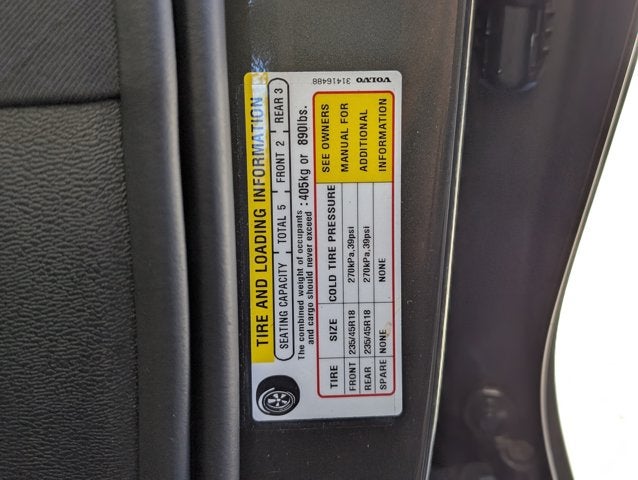 TIRE AND LOADING INFORMATION
SEATING CAPACITY TOTAL 5 FRONT 2 REAR 3
The combined weight of occupants : 405kg or 890lbs.
and cargo should never exceed
TIRE SIZE COLD TIRE PRESSURE SEE OWNERS
FRONT 235/45R18 270kPa,39psi MANUAL FOR
REAR 235/45R18 270kPa,39psi ADDITIONAL
SPARE NONE NONE INFORMATION
VOLVO 31416488